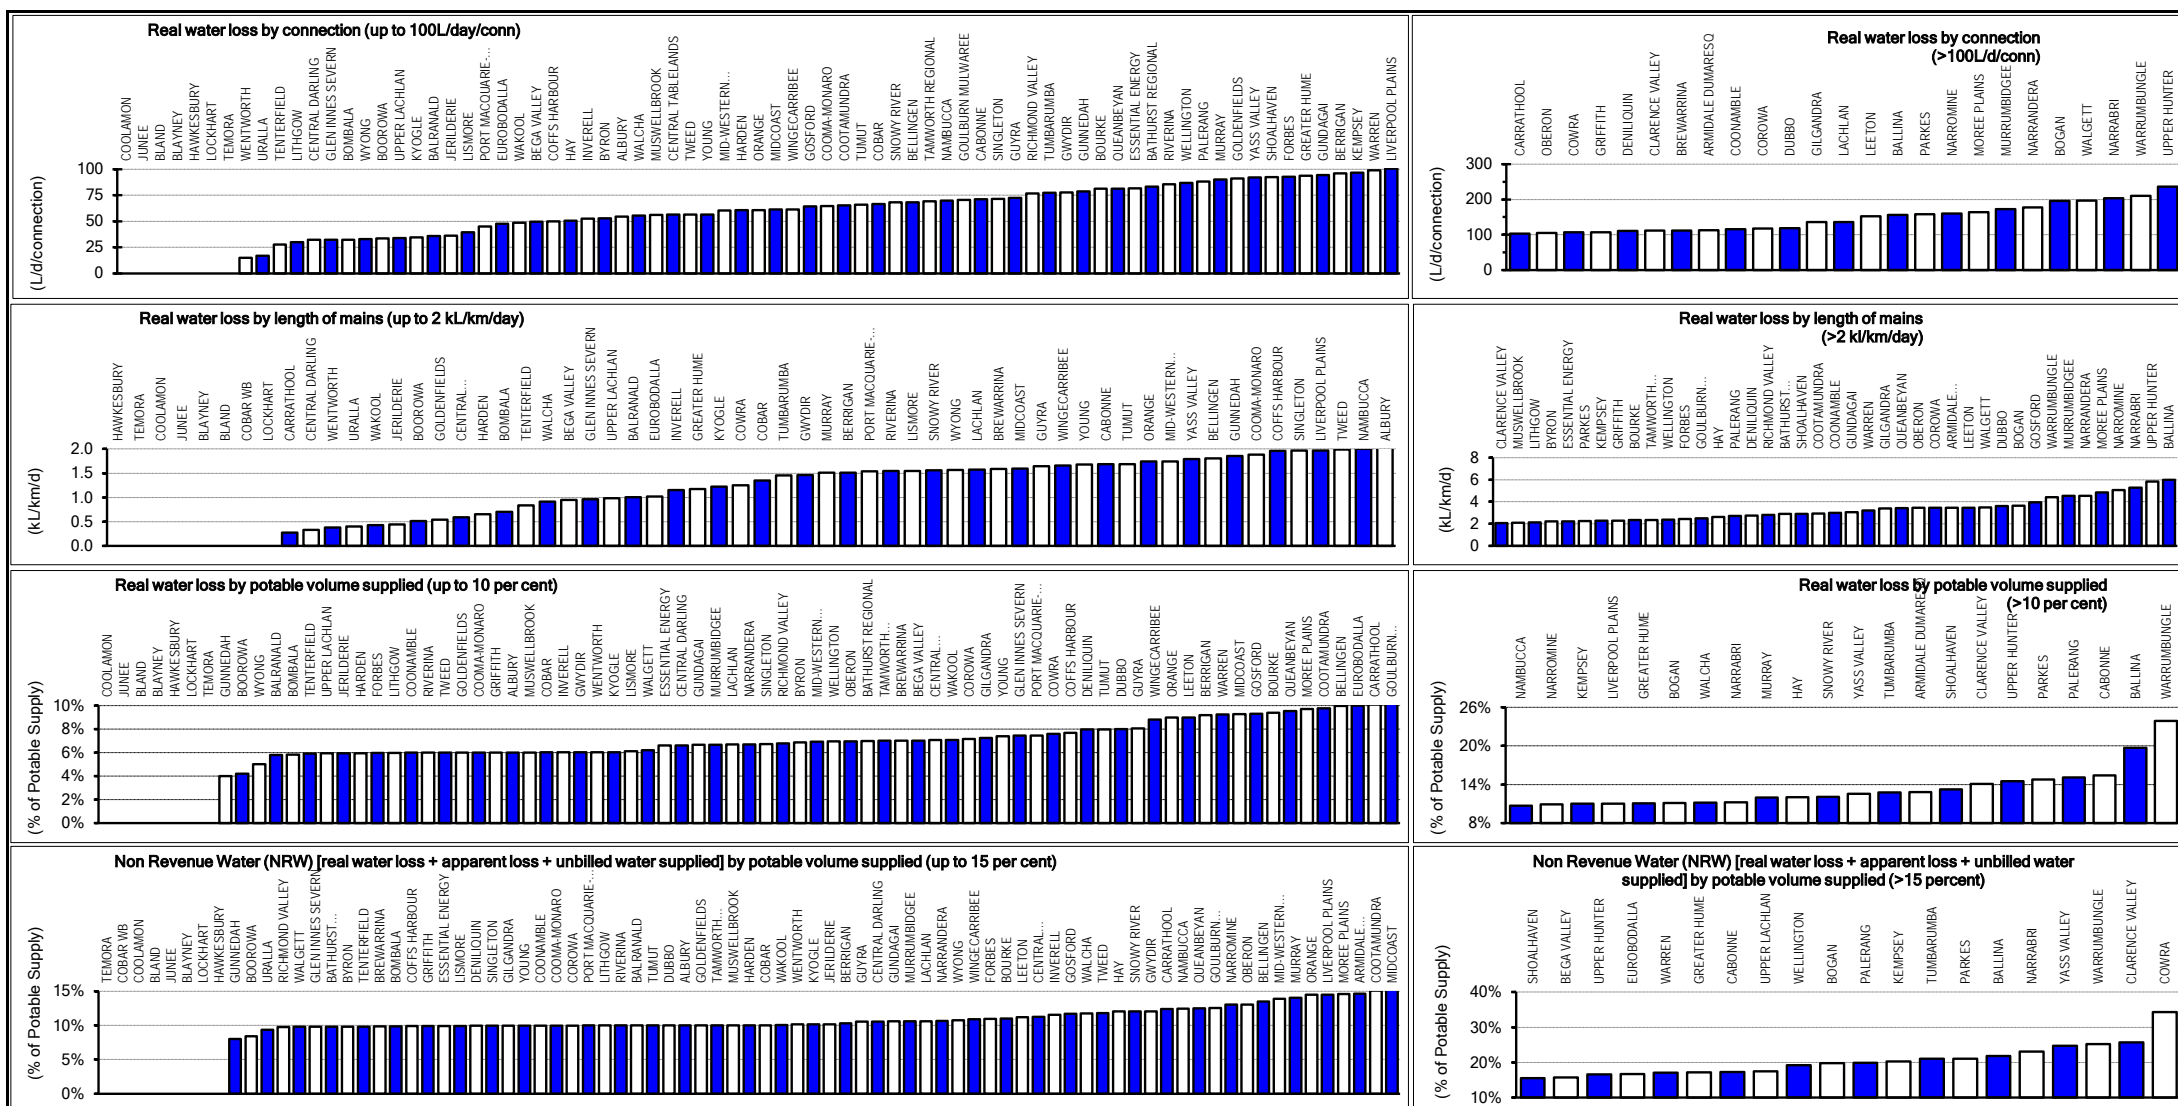 Real water loss by connection (up to 100L/day/conn)
COOLAMON
JUNEE
BLAND
BLAYNEY
HAWKESBURY
LOCKHART
TEMORA
WENTWORTH
URALLA
TENTERFIELD
LITHGOW
CENTRAL DARLING
GLEN INNES SEVERN
BOMBALA
WYONG
BOOROWA
UPPER LACHLAN
KYOGLE
BALRANALD
JERILDERIE
LISMORE
PORT MACQUARIE-...
EUROBODALLA
WAKOOL
BEGA VALLEY
COFFS HARBOUR
HAY
INVERELL
BYRON
ALBURY
WALCHA
MUSWELLBROOK
CENTRAL TABLELANDS
TWEED
YOUNG
MID-WESTERN...
HARDEN
ORANGE
MIDCOAST
WINGECARRIBEE
GOSFORD
COOMA-MONARO
COOTAMUNDRA
TUMUT
COBAR
SNOWY RIVER
BELLINGEN
TAMWORTH REGIONAL
NAMBUCCA
GOULBURN MULWAREE
CABONNE
SINGLETON
GUYRA
RICHMOND VALLEY
TUMBARUMBA
GWYDIR
GUNNEDAH
BOURKE
QUEANBEYAN
ESSENTIAL ENERGY
BATHURST REGIONAL
RIVERINA
WELLINGTON
PALERANG
MURRAY
GOLDENFIELDS
YASS VALLEY
SHOALHAVEN
FORBES
GREATER HUME
GUNDAGAI
BERRIGAN
KEMPSEY
WARREN
LIVERPOOL PLAINS
(L/d/connection)
100
75
50
25
0
Real water loss by connection
(>100L/d/conn)
CARRATHOOL
OBERON
COWRA
GRIFFITH
DENILIQUIN
CLARENCE VALLEY
BREWARRINA
ARMIDALE DUMARESQ
COONAMBLE
COROWA
DUBBO
GILGANDRA
LACHLAN
LEETON
BALLINA
PARKES
NARROMINE
MOREE PLAINS
MURRUMBIDGEE
NARRANDERA
BOGAN
WALGETT
NARRABRI
WARRUMBUNGLE
UPPER HUNTER
(L/d/connection)
300
200
100
0
Real water loss by length of mains (up to 2 kL/km/day)
HAWKESBURY
TEMORA
COOLAMON
JUNEE
BLAYNEY
BLAND
COBAR WB
LOCKHART
CARRATHOOL
CENTRAL DARLING
WENTWORTH
URALLA
WAKOOL
JERILDERIE
BOOROWA
GOLDENFIELDS
CENTRAL...
HARDEN
BOMBALA
TENTERFIELD
WALCHA
BEGA VALLEY
GLEN INNES SEVERN
UPPER LACHLAN
BALRANALD
EUROBODALLA
INVERELL
GREATER HUME
KYOGLE
COWRA
COBAR
TUMBARUMBA
GWYDIR
MURRAY
BERRIGAN
PORT MACQUARIE-...
RIVERINA
LISMORE
SNOWY RIVER
WYONG
LACHLAN
BREWARRINA
MIDCOAST
GUYRA
WINGECARRIBEE
YOUNG
CABONNE
TUMUT
ORANGE
MID-WESTERN...
YASS VALLEY
BELLINGEN
GUNNEDAH
COOMA-MONARO
COFFS HARBOUR
SINGLETON
LIVERPOOL PLAINS
TWEED
NAMBUCCA
ALBURY
(kL/km/d)
2.0
1.5
1.0
0.5
0.0
Real water loss by length of mains
(>2 kl/km/day)
CLARENCE VALLEY
MUSWELLBROOK
LITHGOW
BYRON
ESSENTIAL ENERGY
PARKES
KEMPSEY
GRIFFITH
BOURKE
TAMWORTH...
WELLINGTON
FORBES
GOULBURN...
HAY
PALERANG
DENILIQUIN
RICHMOND VALLEY
BATHURST...
SHOALHAVEN
COOTAMUNDRA
COONAMBLE
GUNDAGAI
WARREN
GILGANDRA
QUEANBEYAN
OBERON
COROWA
ARMIDALE...
LEETON
WALGETT
DUBBO
BOGAN
GOSFORD
WARRUMBUNGLE
MURRUMBIDGEE
NARRANDERA
MOREE PLAINS
NARROMINE
NARRABRI
UPPER HUNTER
BALLINA
(kL/km/d)
8
6
4
2
0
Real water loss by potable volume supplied (up to 10 per cent)
COOLAMON
JUNEE
BLAND
BLAYNEY
HAWKESBURY
LOCKHART
TEMORA
GUNNEDAH
BOOROWA
WYONG
BALRANALD
BOMBALA
TENTERFIELD
UPPER LACHLAN
JERILDERIE
HARDEN
FORBES
LITHGOW
COONAMBLE
RIVERINA
TWEED
GOLDENFIELDS
COOMA-MONARO
GRIFFITH
ALBURY
MUSWELLBROOK
COBAR
INVERELL
GWYDIR
WENTWORTH
KYOGLE
LISMORE
WALGETT
ESSENTIAL ENERGY
CENTRAL DARLING
GUNDAGAI
MURRUMBIDGEE
LACHLAN
NARRANDERA
SINGLETON
RICHMOND VALLEY
BYRON
MID-WESTERN...
WELLINGTON
OBERON
BATHURST REGIONAL
TAMWORTH...
BREWARRINA
BEGA VALLEY
CENTRAL...
WAKOOL
COROWA
GILGANDRA
YOUNG
GLEN INNES SEVERN
PORT MACQUARIE-...
COWRA
COFFS HARBOUR
DENILIQUIN
TUMUT
DUBBO
GUYRA
WINGECARRIBEE
ORANGE
LEETON
BERRIGAN
WARREN
MIDCOAST
GOSFORD
BOURKE
QUEANBEYAN
MOREE PLAINS
COOTAMUNDRA
BELLINGEN
EUROBODALLA
CARRATHOOL
GOULBURN...
(% of Potable Supply)
10%
8%
6%
4%
2%
0%
Real water loss by potable volume supplied
(>10 per cent)
NAMBUCCA
NARROMINE
KEMPSEY
LIVERPOOL PLAINS
GREATER HUME
BOGAN
WALCHA
NARRABRI
MURRAY
HAY
SNOWY RIVER
YASS VALLEY
TUMBARUMBA
ARMIDALE DUMARESQ
SHOALHAVEN
CLARENCE VALLEY
UPPER HUNTER
PARKES
PALERANG
CABONNE
BALLINA
WARRUMBUNGLE
(% of Potable Supply)
26%
20%
14%
8%
Non Revenue Water (NRW) [real water loss + apparent loss + unbilled water supplied] by potable volume supplied (up to 15 per cent)
TEMORA
COBAR WB
COOLAMON
BLAND
JUNEE
BLAYNEY
LOCKHART
HAWKESBURY
GUNNEDAH
BOOROWA
URALLA
RICHMOND VALLEY
WALGETT
GLEN INNES SEVERN
BATHURST...
BYRON
TENTERFIELD
BREWARRINA
BOMBALA
COFFS HARBOUR
GRIFFITH
ESSENTIAL ENERGY
LISMORE
DENILIQUIN
SINGLETON
GILGANDRA
YOUNG
COONAMBLE
COOMA-MONARO
COROWA
PORT MACQUARIE-...
LITHGOW
RIVERINA
BALRANALD
TUMUT
DUBBO
ALBURY
GOLDENFIELDS
TAMWORTH...
MUSWELLBROOK
HARDEN
COBAR
WAKOOL
WENTWORTH
KYOGLE
JERILDERIE
BERRIGAN
GUYRA
CENTRAL DARLING
GUNDAGAI
MURRUMBIDGEE
LACHLAN
NARRANDERA
WYONG
WINGECARRIBEE
FORBES
BOURKE
LEETON
CENTRAL...
INVERELL
GOSFORD
WALCHA
TWEED
HAY
SNOWY RIVER
GWYDIR
CARRATHOOL
NAMBUCCA
QUEANBEYAN
GOULBURN...
NARROMINE
OBERON
BELLINGEN
MID-WESTERN...
MURRAY
ORANGE
LIVERPOOL PLAINS
MOREE PLAINS
ARMIDALE...
COOTAMUNDRA
MIDCOAST
(% of Potable Supply)
15%
10%
5%
0%
Non Revenue Water (NRW) [real water loss + apparent loss + unbilled water
supplied] by potable volume supplied (>15 percent)
SHOALHAVEN
BEGA VALLEY
UPPER HUNTER
EUROBODALLA
WARREN
GREATER HUME
CABONNE
UPPER LACHLAN
WELLINGTON
BOGAN
PALERANG
KEMPSEY
TUMBARUMBA
PARKES
BALLINA
NARRABRI
YASS VALLEY
WARRUMBUNGLE
CLARENCE VALLEY
COWRA
(% of Potable Supply)
40%
30%
20%
10%